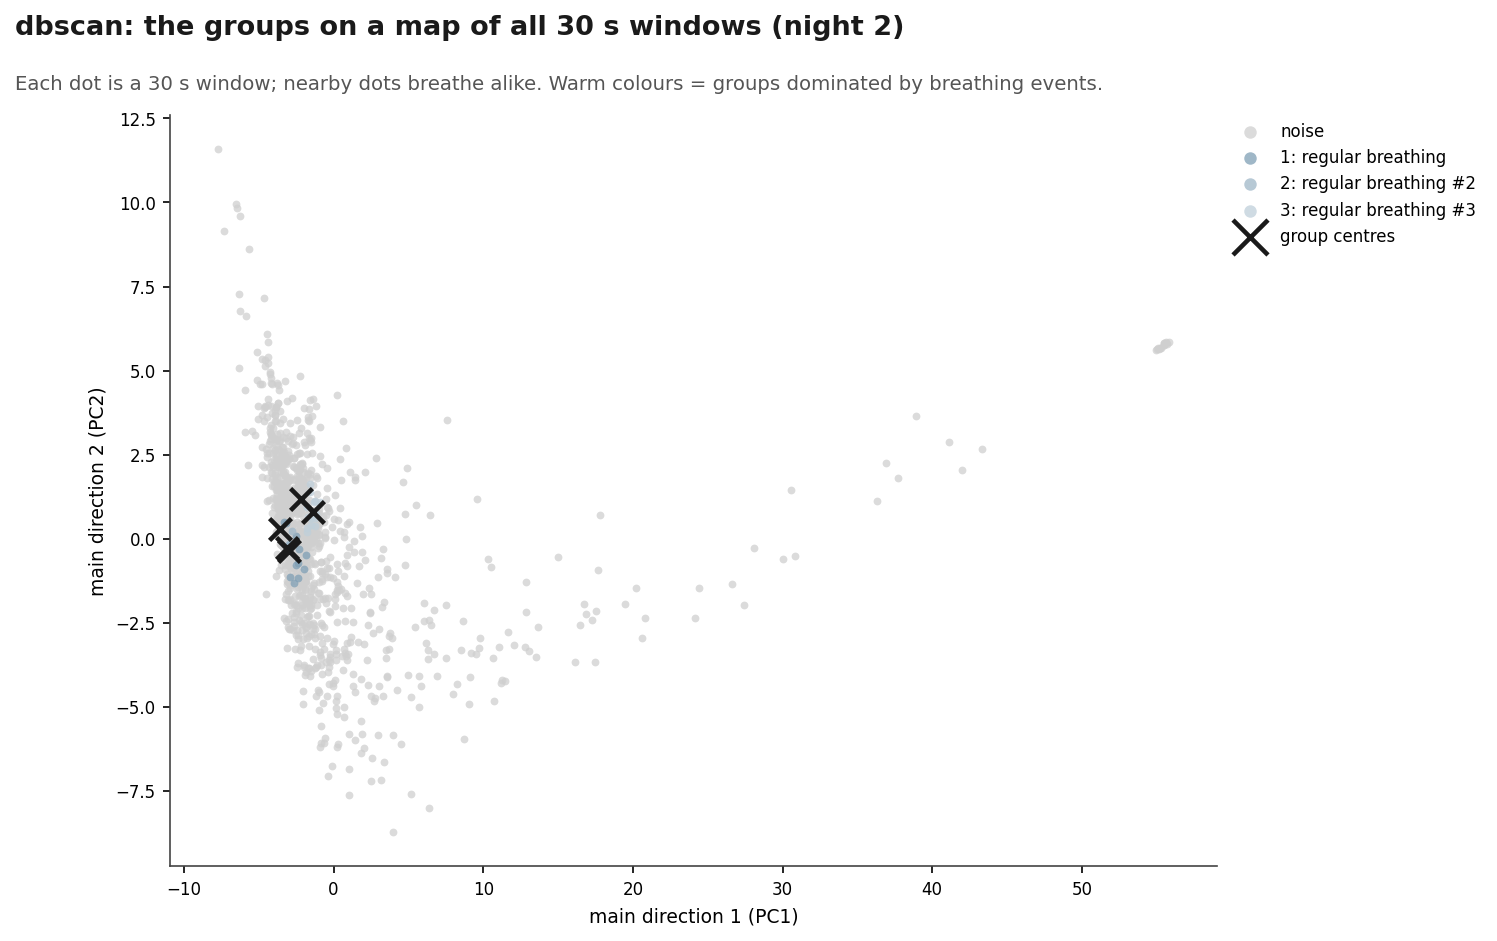 dbscan: the groups on a map of all 30 s windows (night 2)
Each dot is a 30 s window; nearby dots breathe alike. Warm colours = groups dominated by breathing events.
noise
1: regular breathing
2: regular breathing #2
3: regular breathing #3
group centres
12.5
10.0
7.5
5.0
2.5
0.0
−2.5
−5.0
−7.5
main direction 2 (PC2)
−10
0
10
20
30
40
50
main direction 1 (PC1)